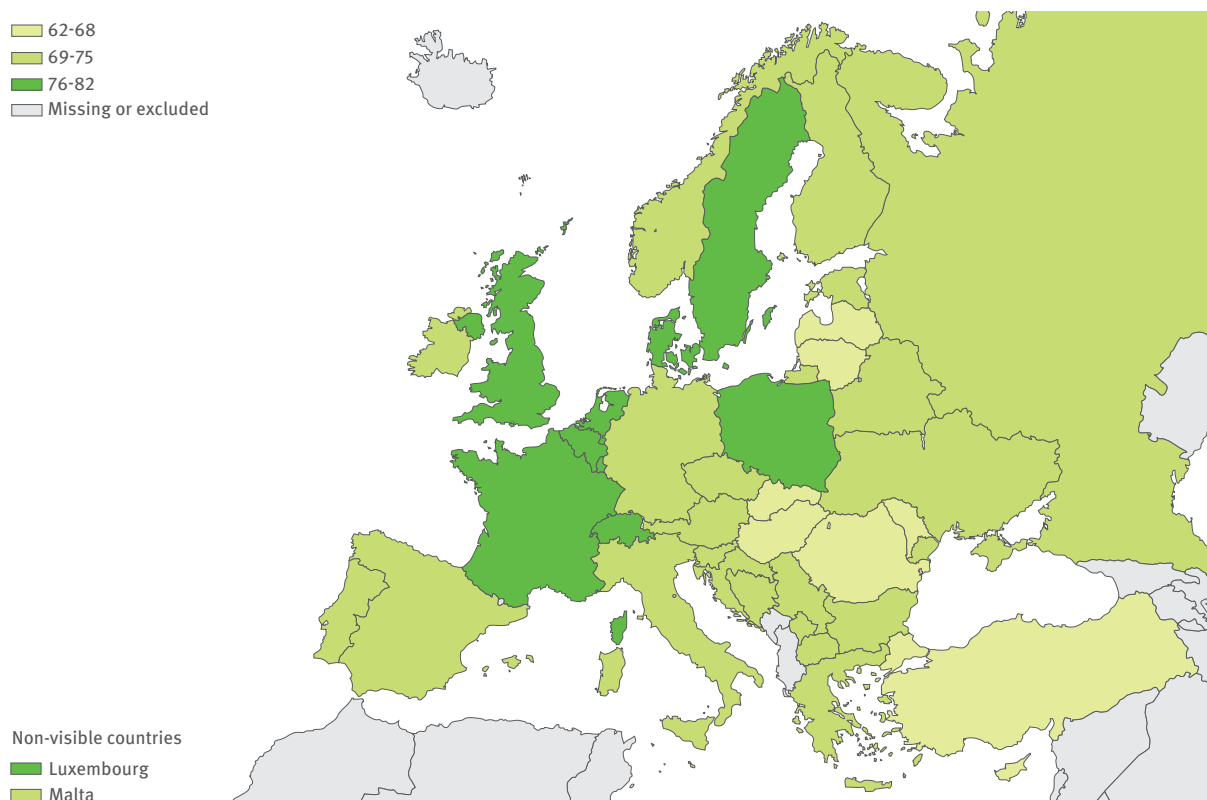 62-68
69-75
76-82
Missing or excluded
Non-visible countries
Luxembourg
Malta